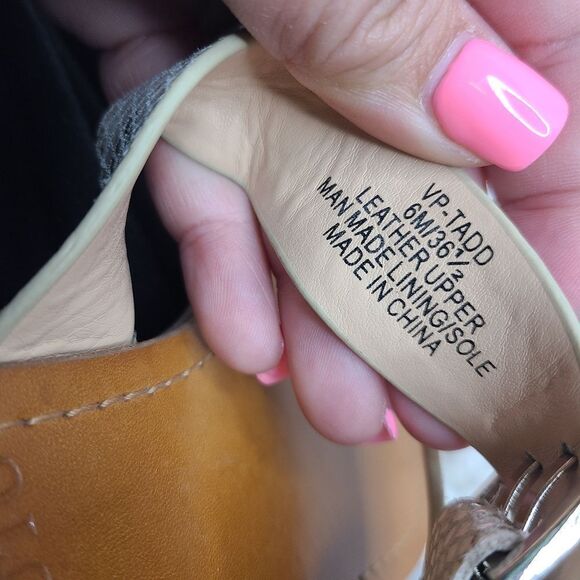 VP-TADD
6M/36½
LEATHER UPPER
MAN MADE LINING/SOLE
MADE IN CHINA